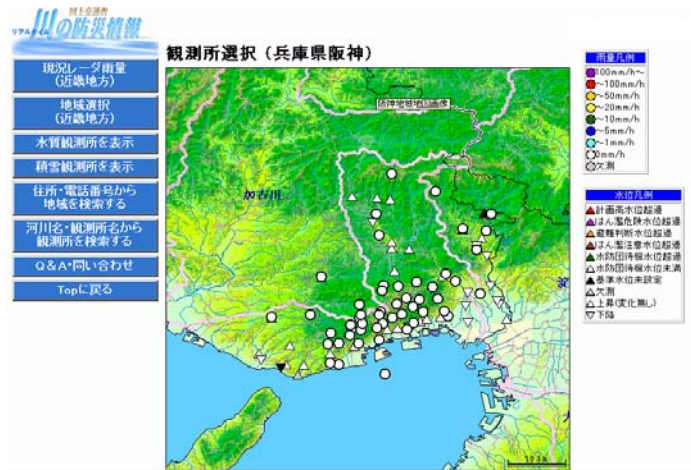 国土交通省
リアルタイム 川の防災情報
現況レーダ雨量
(近畿地方)
地域選択
(近畿地方)
水質観測所を表示
積雪観測所を表示
住所・電話番号から
地域を検索する
河川名・観測所名から
観測所を検索する
Q&A・問い合わせ
Topに戻る
観測所選択(兵庫県阪神)
阪神地域地図画像
加古川
雨量凡例
100mm/h~
~100mm/h
~50mm/h
~20mm/h
~10mm/h
~5mm/h
~1mm/h
0mm/h
欠測
水位凡例
計画高水位超過
はん濫危険水位超過
避難判断水位超過
はん濫注意水位超過
水防団待機水位超過
水防団待機水位未満
基準水位未設定
欠測
上昇(変化無し)
下降